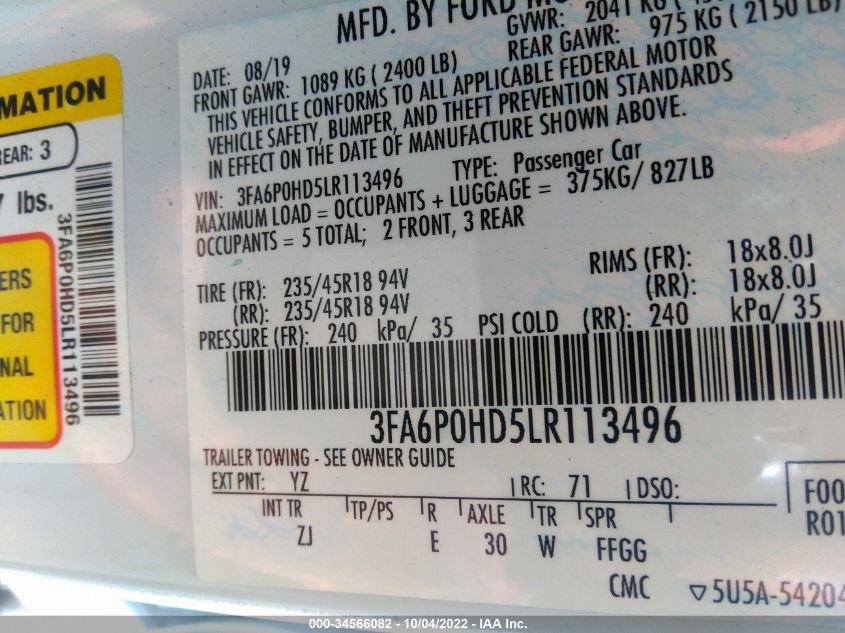 MFD. BY FORD
GVWR: 2041 KG
DATE: 08/19
FRONT GAWR: 1089 KG ( 2400 LB)
REAR GAWR: 975 KG ( 2150 LB)
THIS VEHICLE CONFORMS TO ALL APPLICABLE FEDERAL MOTOR
VEHICLE SAFETY, BUMPER, AND THEFT PREVENTION STANDARDS
IN EFFECT ON THE DATE OF MANUFACTURE SHOWN ABOVE.
VIN: 3FA6P0HD5LR113496 TYPE: Passenger Car
MAXIMUM LOAD = OCCUPANTS + LUGGAGE = 375KG/ 827LB
OCCUPANTS = 5 TOTAL; 2 FRONT, 3 REAR
TIRE (FR): 235/45R18 94V RIMS (FR): 18x8.0J
(RR): 235/45R18 94V (RR): 18x8.0J
PRESSURE (FR): 240 kPa/ 35 PSI COLD (RR): 240 kPa/ 35
3FA6P0HD5LR113496
TRAILER TOWING - SEE OWNER GUIDE
EXT PNT: YZ RC: 71 DSO:
INT TR TP/PS R AXLE TR SPR
ZJ E 30 W FFGG
F00
R01
CMC ▽5U5A-54204
MATION
REAR: 3
7 lbs.
3FA6P0HD5LR113496
ERS
FOR
NAL
ATION
000-34566082 - 10/04/2022 - IAA Inc.